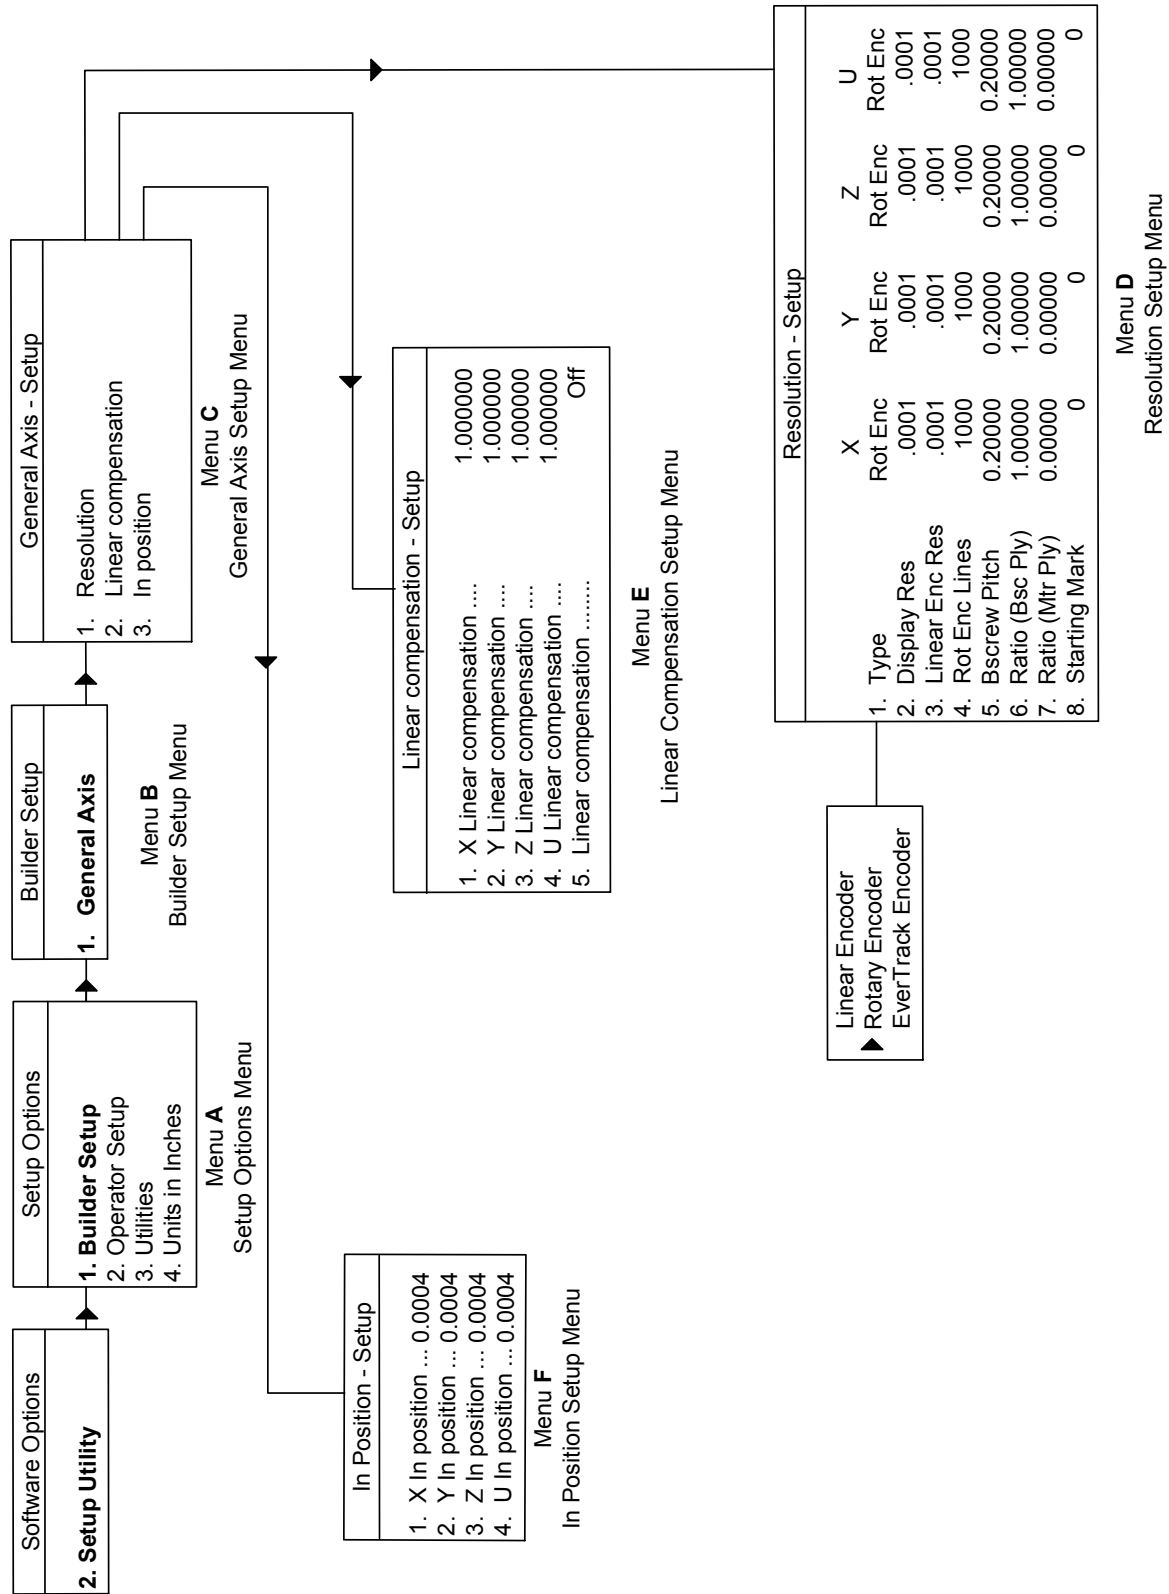 Software Options
2. Setup Utility
Setup Options
1. Builder Setup
2. Operator Setup
3. Utilities
4. Units in Inches
Menu A
Setup Options Menu
Builder Setup
1. General Axis
Menu B
Builder Setup Menu
General Axis - Setup
1. Resolution
2. Linear compensation
3. In position
Menu C
General Axis Setup Menu
In Position - Setup
1. X In position ... 0.0004
2. Y In position ... 0.0004
3. Z In position ... 0.0004
4. U In position ... 0.0004
Menu F
In Position Setup Menu
Linear compensation - Setup
1. X Linear compensation .... 1.000000
2. Y Linear compensation .... 1.000000
3. Z Linear compensation .... 1.000000
4. U Linear compensation .... 1.000000
5. Linear compensation ........ Off
Menu E
Linear Compensation Setup Menu
Linear Encoder
Rotary Encoder
EverTrack Encoder
Resolution - Setup
X Y Z U
1. Type Rot Enc Rot Enc Rot Enc Rot Enc
2. Display Res .0001 .0001 .0001 .0001
3. Linear Enc Res .0001 .0001 .0001 .0001
4. Rot Enc Lines 1000 1000 1000 1000
5. Bscrew Pitch 0.20000 0.20000 0.20000 0.20000
6. Ratio (Bsc Ply) 1.00000 1.00000 1.00000 1.00000
7. Ratio (Mtr Ply) 0.00000 0.00000 0.00000 0.00000
8. Starting Mark 0 0 0 0
Menu D
Resolution Setup Menu